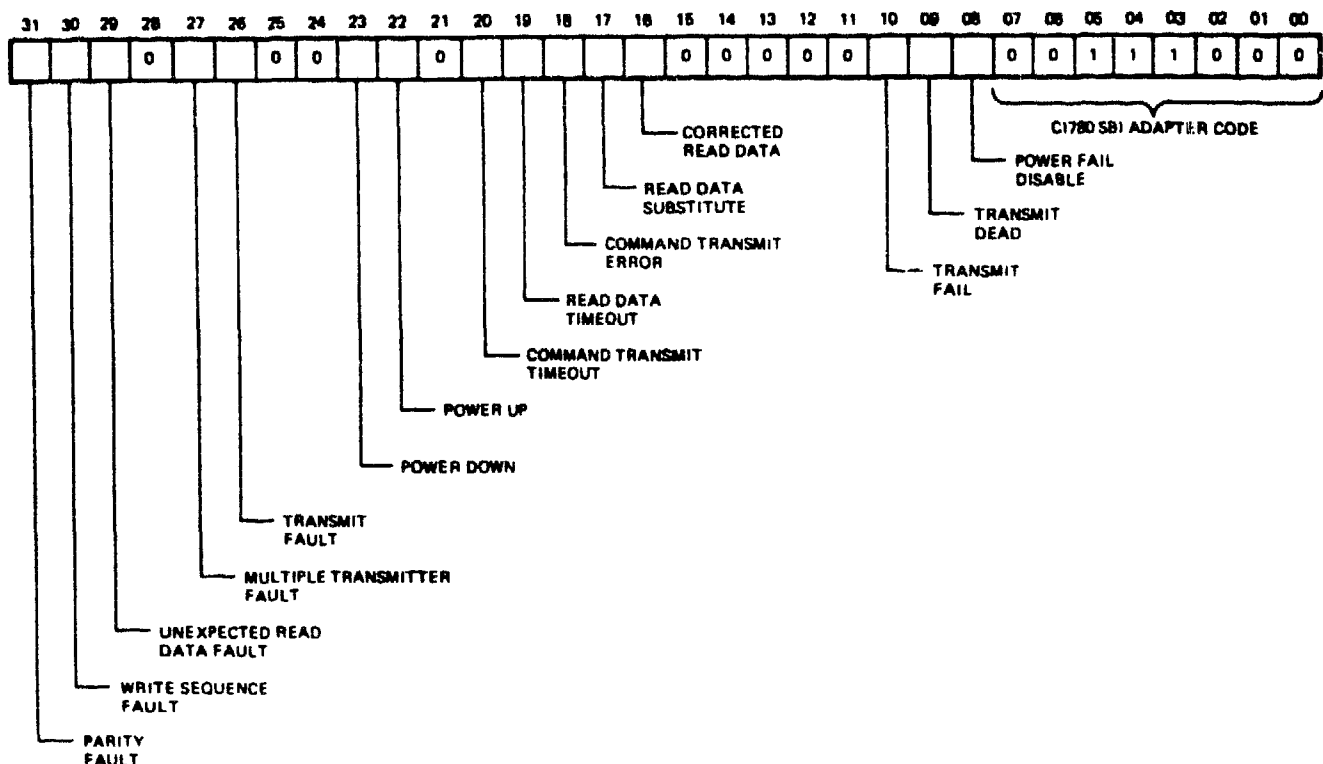 31 30 29 28 27 26 25 24 23 22 21 20 19 18 17 16 15 14 13 12 11 10 09 08 07 06 05 04 03 02 01 00
0 0 0 0 0 0 0 0 0 0 0 1 1 1 0 0 0
CI780 SBI ADAPTER CODE
CORRECTED
READ DATA
POWER FAIL
DISABLE
READ DATA
SUBSTITUTE
TRANSMIT
DEAD
COMMAND TRANSMIT
ERROR
TRANSMIT
FAIL
READ DATA
TIMEOUT
COMMAND TRANSMIT
TIMEOUT
POWER UP
POWER DOWN
TRANSMIT
FAULT
MULTIPLE TRANSMITTER
FAULT
UNEXPECTED READ
DATA FAULT
WRITE SEQUENCE
FAULT
PARITY
FAULT